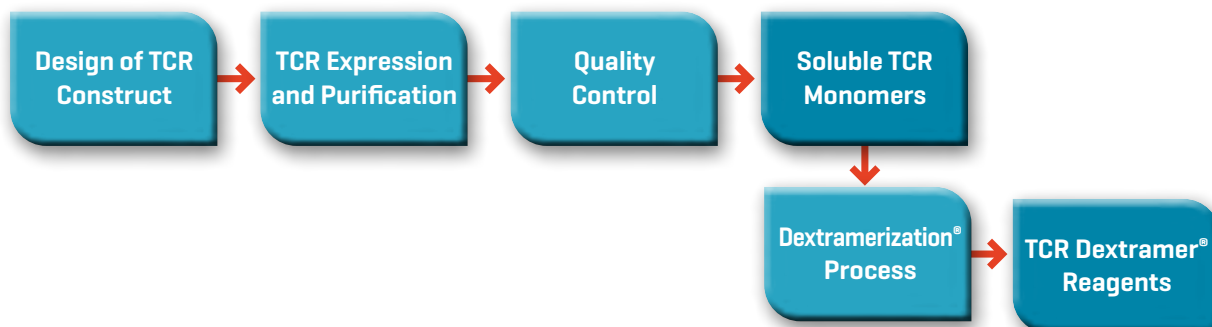 Design of TCR
Construct
TCR Expression
and Purification
Quality
Control
Soluble TCR
Monomers
Dextramerization®
Process
TCR Dextramer®
Reagents